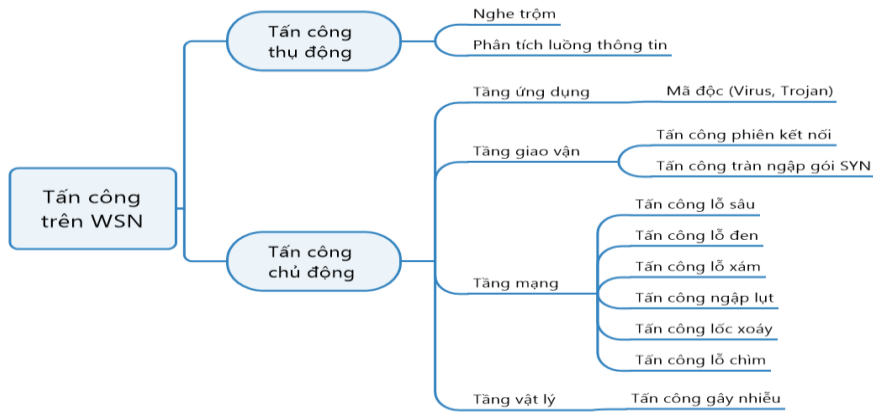 Tấn công
trên WSN
Tấn công
thụ động
Nghe trộm
Phân tích luồng thông tin
Tấn công
chủ động
Tầng ứng dụng
Mã độc (Virus, Trojan)
Tầng giao vận
Tấn công phiên kết nối
Tấn công tràn ngập gói SYN
Tầng mạng
Tấn công lỗ sâu
Tấn công lỗ đen
Tấn công lỗ xám
Tấn công ngập lụt
Tấn công lốc xoáy
Tấn công lỗ chìm
Tầng vật lý
Tấn công gây nhiễu